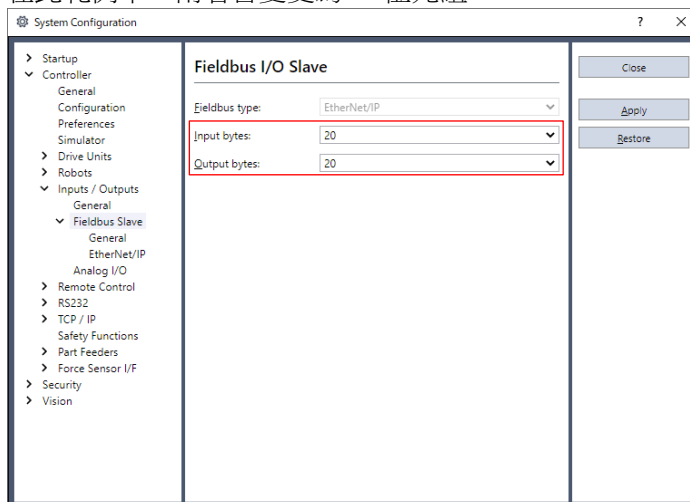 System Configuration
?
×
Startup
Controller
General
Configuration
Preferences
Simulator
Drive Units
Robots
Inputs / Outputs
General
Fieldbus Slave
General
EtherNet/IP
Analog I/O
Remote Control
RS232
TCP / IP
Safety Functions
Part Feeders
Force Sensor I/F
Security
Vision
Fieldbus I/O Slave
Fieldbus type: EtherNet/IP
Input bytes: 20
Output bytes: 20
Close
Apply
Restore